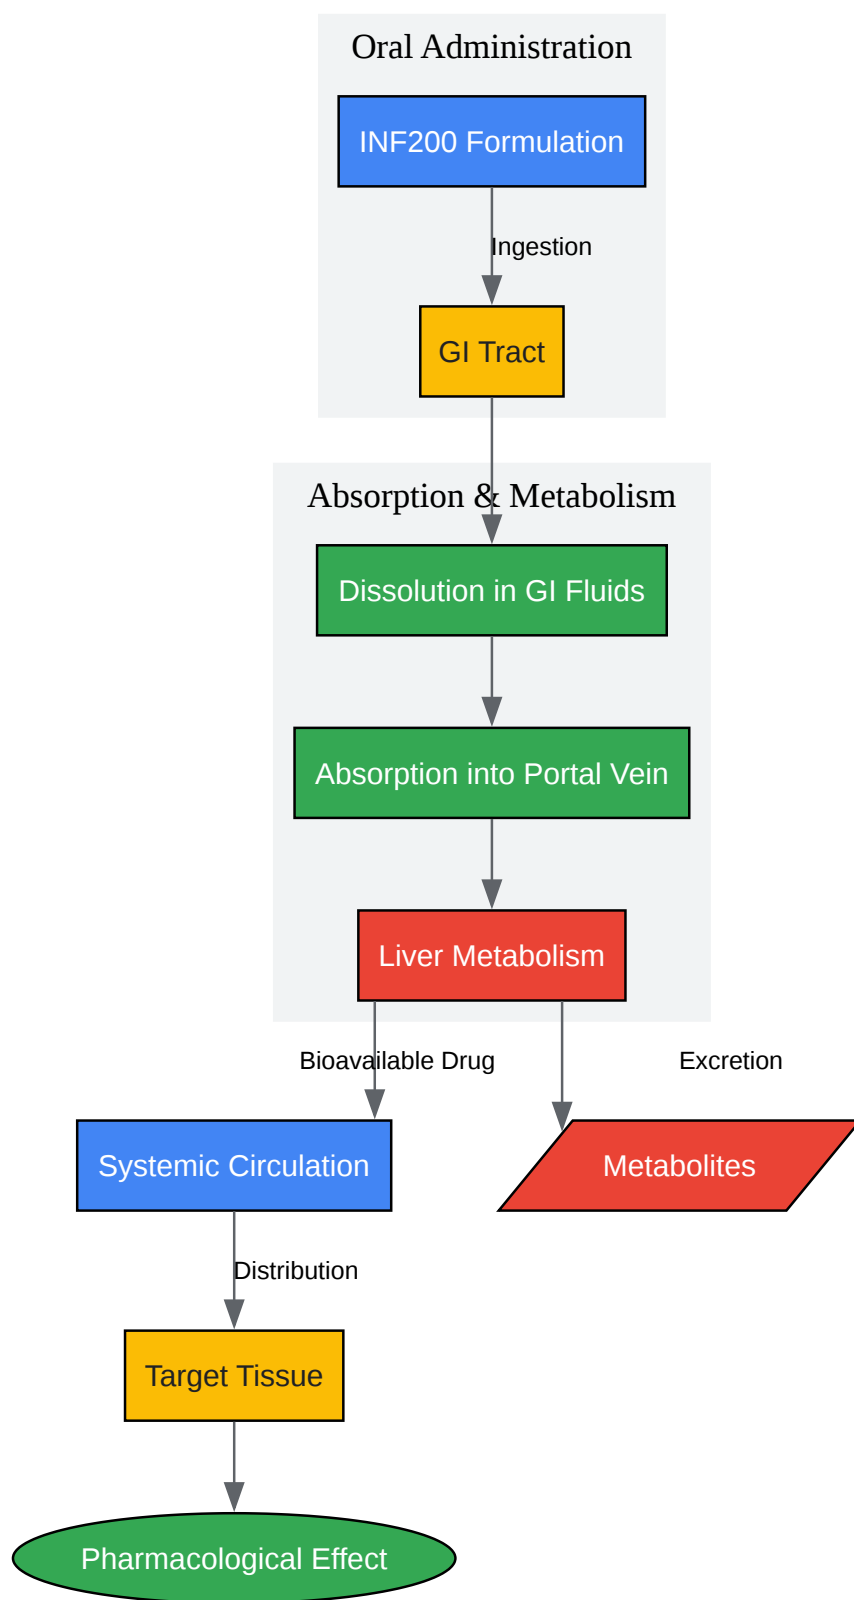 Oral Administration
INF200 Formulation
Ingestion
GI Tract
Absorption & Metabolism
Dissolution in GI Fluids
Absorption into Portal Vein
Liver Metabolism
Bioavailable Drug
Excretion
Systemic Circulation
Metabolites
Distribution
Target Tissue
Pharmacological Effect